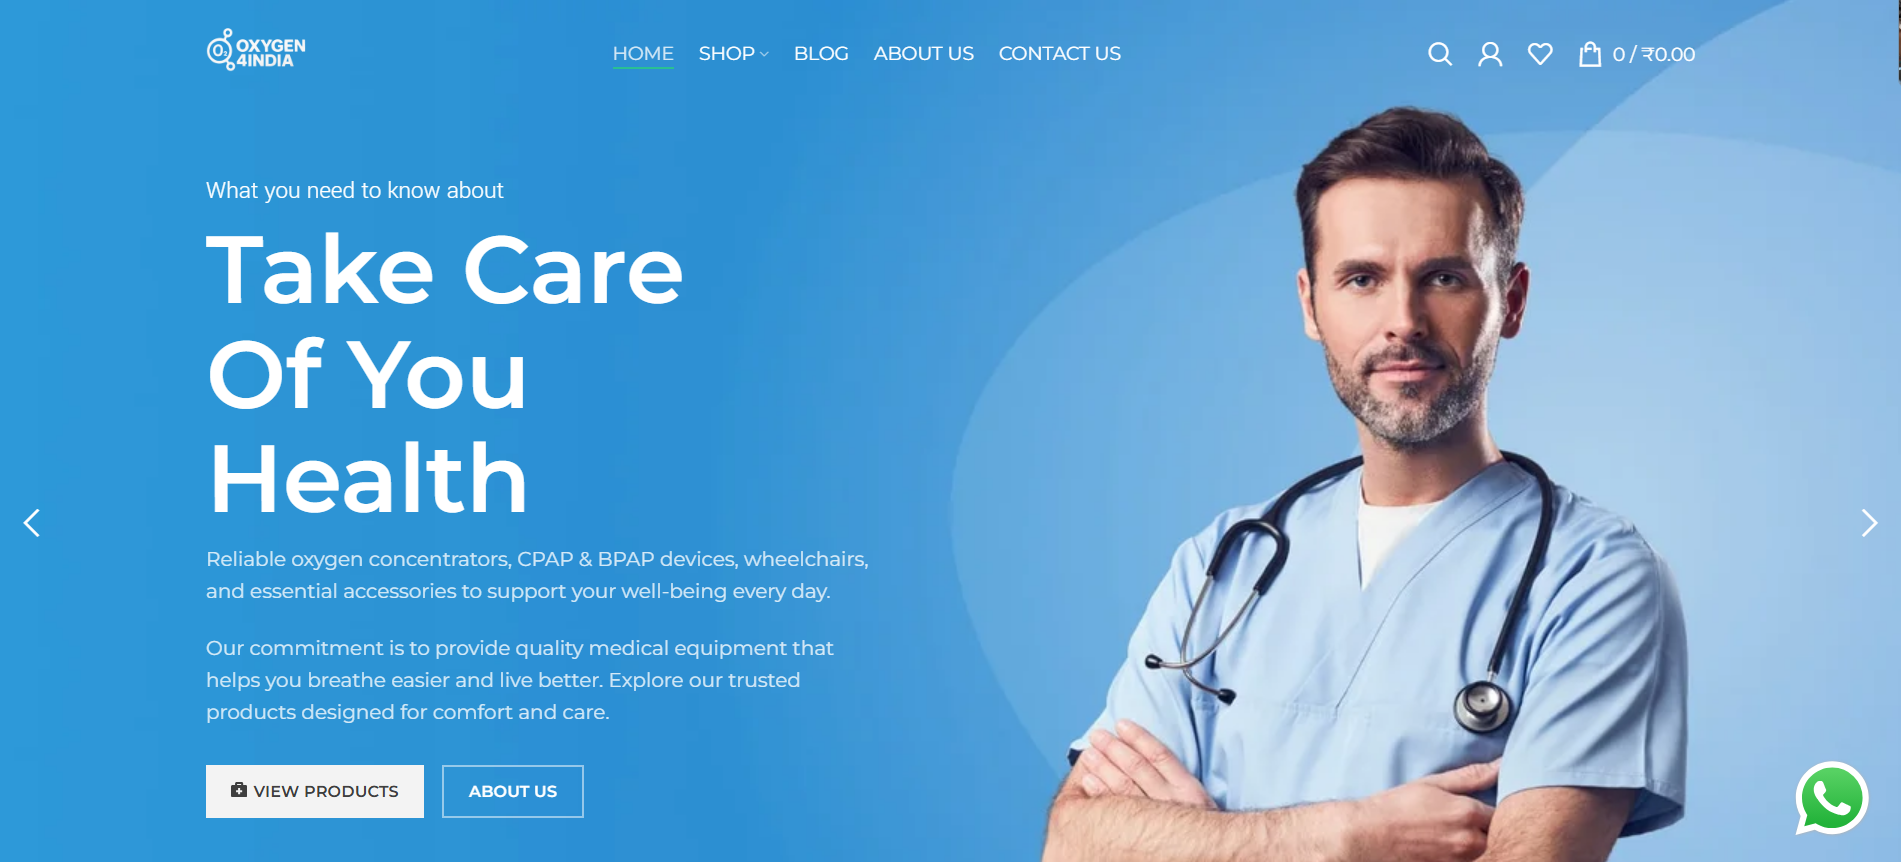 OXYGEN
4INDIA
HOME SHOP BLOG ABOUT US CONTACT US
0 / ₹0.00
What you need to know about
Take Care
Of You
Health
Reliable oxygen concentrators, CPAP & BPAP devices, wheelchairs,
and essential accessories to support your well-being every day.
Our commitment is to provide quality medical equipment that
helps you breathe easier and live better. Explore our trusted
products designed for comfort and care.
VIEW PRODUCTS
ABOUT US